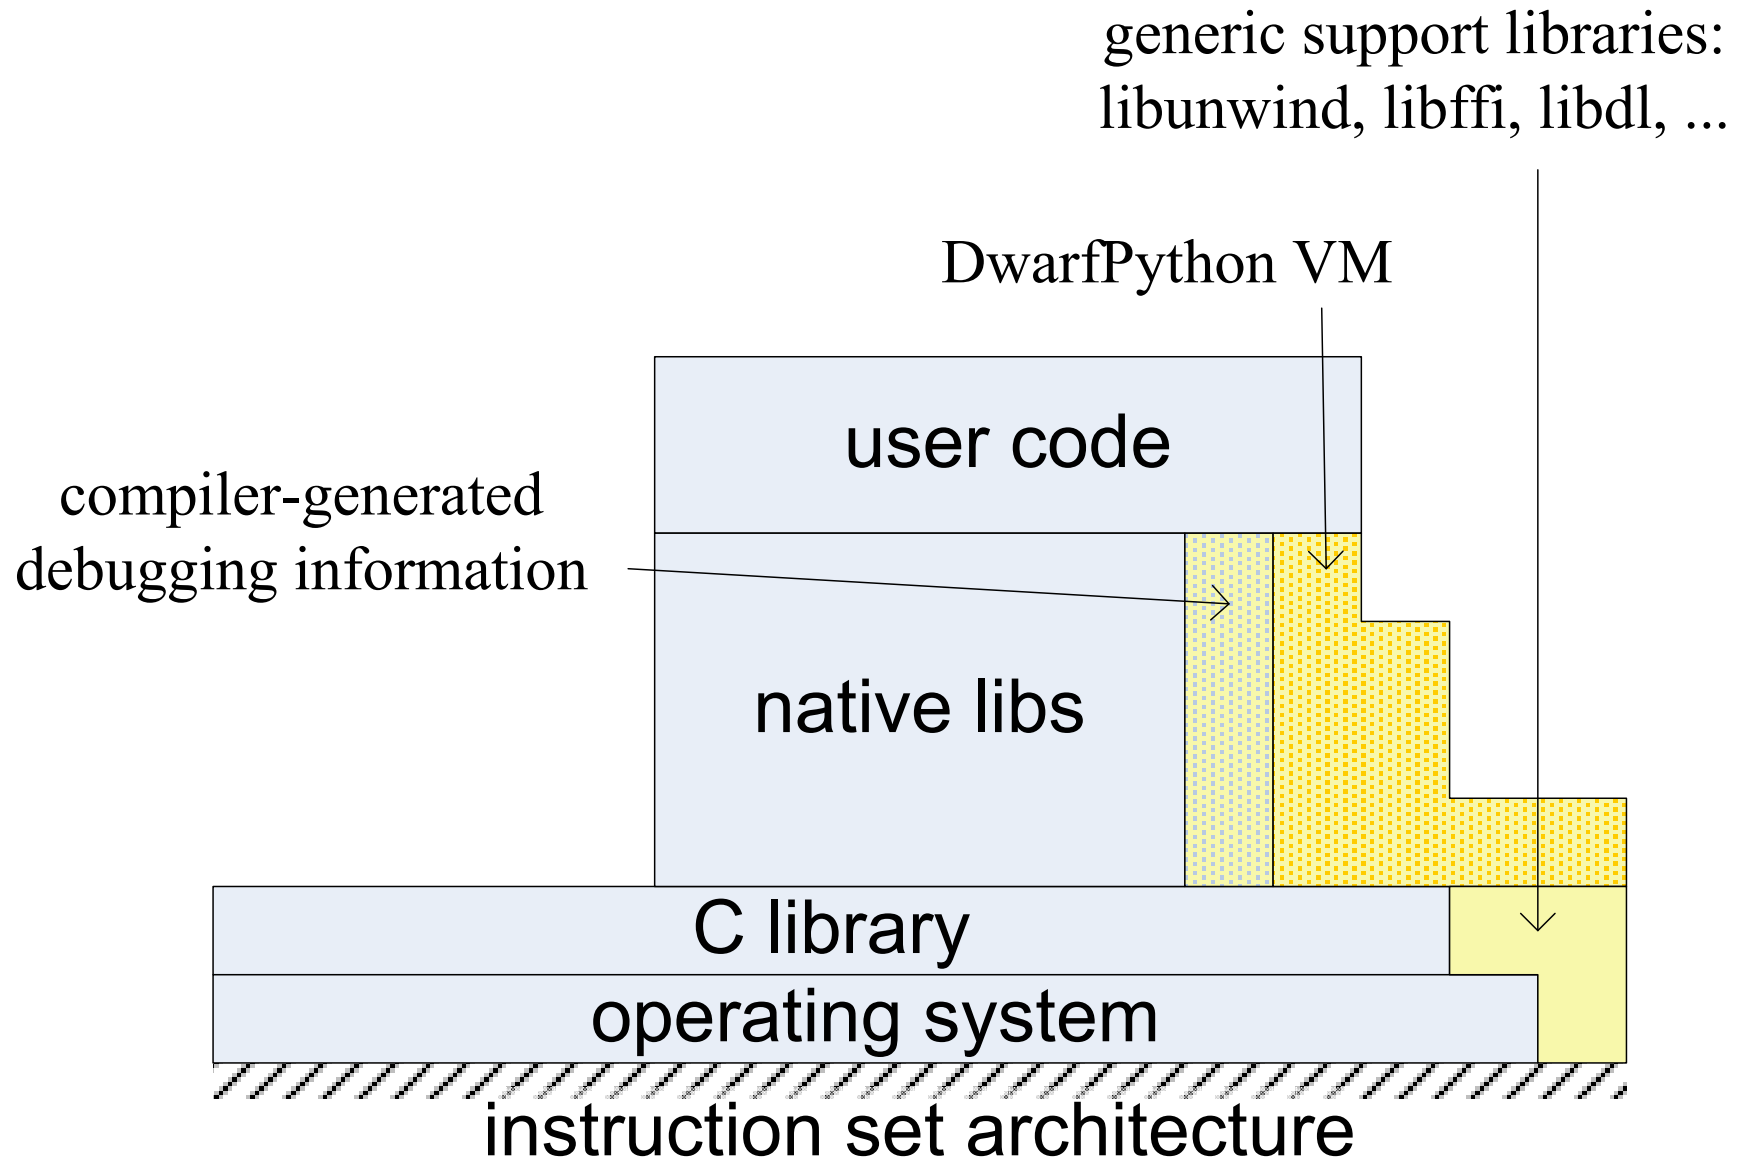 generic support libraries:
libunwind, libffi, libdl, ...
DwarfPython VM
user code
compiler-generated
debugging information
native libs
C library
operating system
instruction set architecture